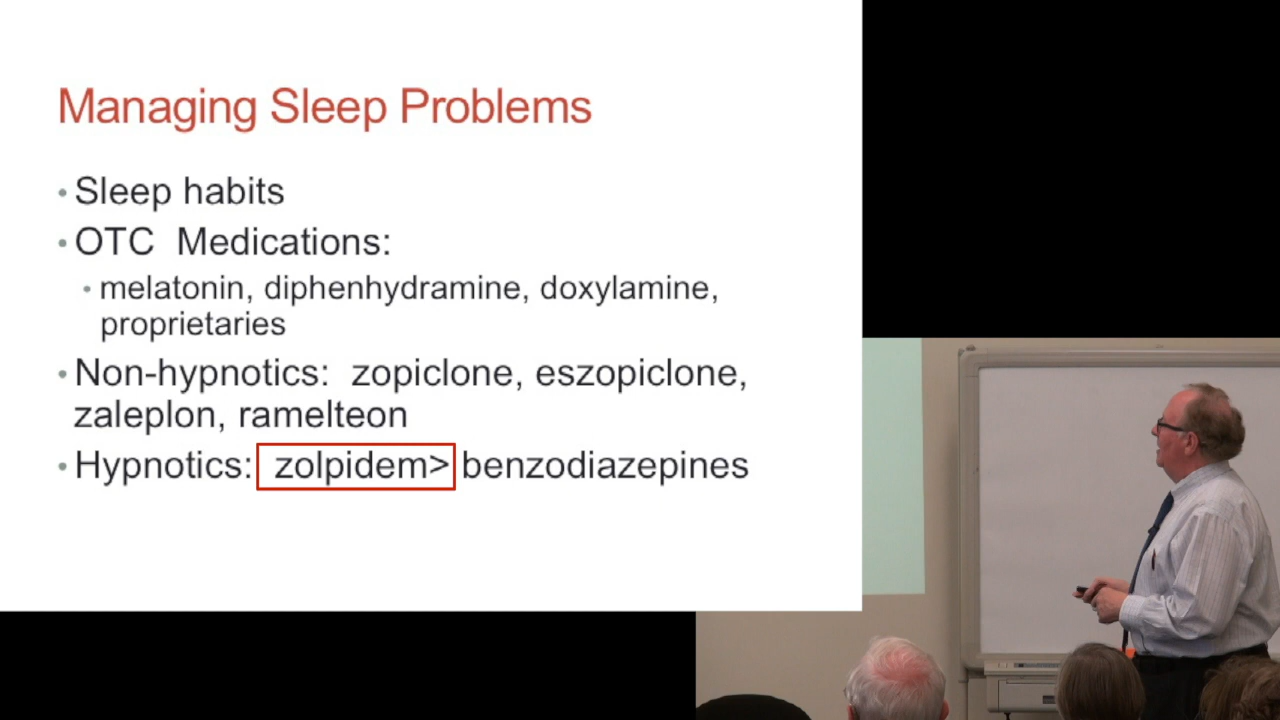 Managing Sleep Problems
• Sleep habits
• OTC  Medications:
• melatonin, diphenhydramine, doxylamine,
proprietaries
• Non-hypnotics:  zopiclone, eszopiclone,
zaleplon, ramelteon
• Hypnotics:  zolpidem> benzodiazepines